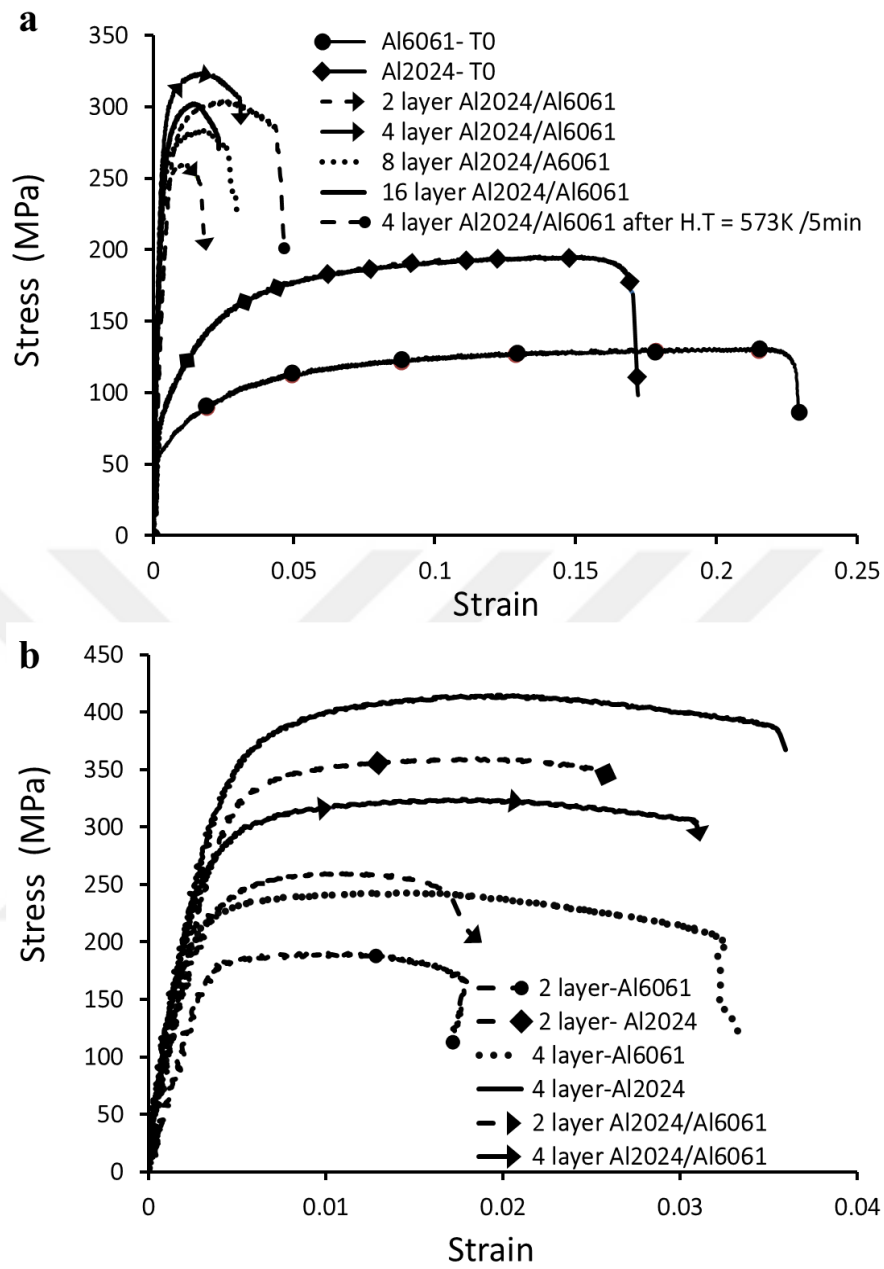 a
350
300
250
200
150
100
50
0
Stress (MPa)
Al6061- T0
Al2024- T0
2 layer Al2024/Al6061
4 layer Al2024/Al6061
8 layer Al2024/A6061
16 layer Al2024/Al6061
4 layer Al2024/Al6061 after H.T = 573K /5min
0 0.05 0.1 0.15 0.2 0.25
Strain
b
450
400
350
300
250
200
150
100
50
0
Stress (MPa)
2 layer-Al6061
2 layer- Al2024
4 layer-Al6061
4 layer-Al2024
2 layer Al2024/Al6061
4 layer Al2024/Al6061
0 0.01 0.02 0.03 0.04
Strain